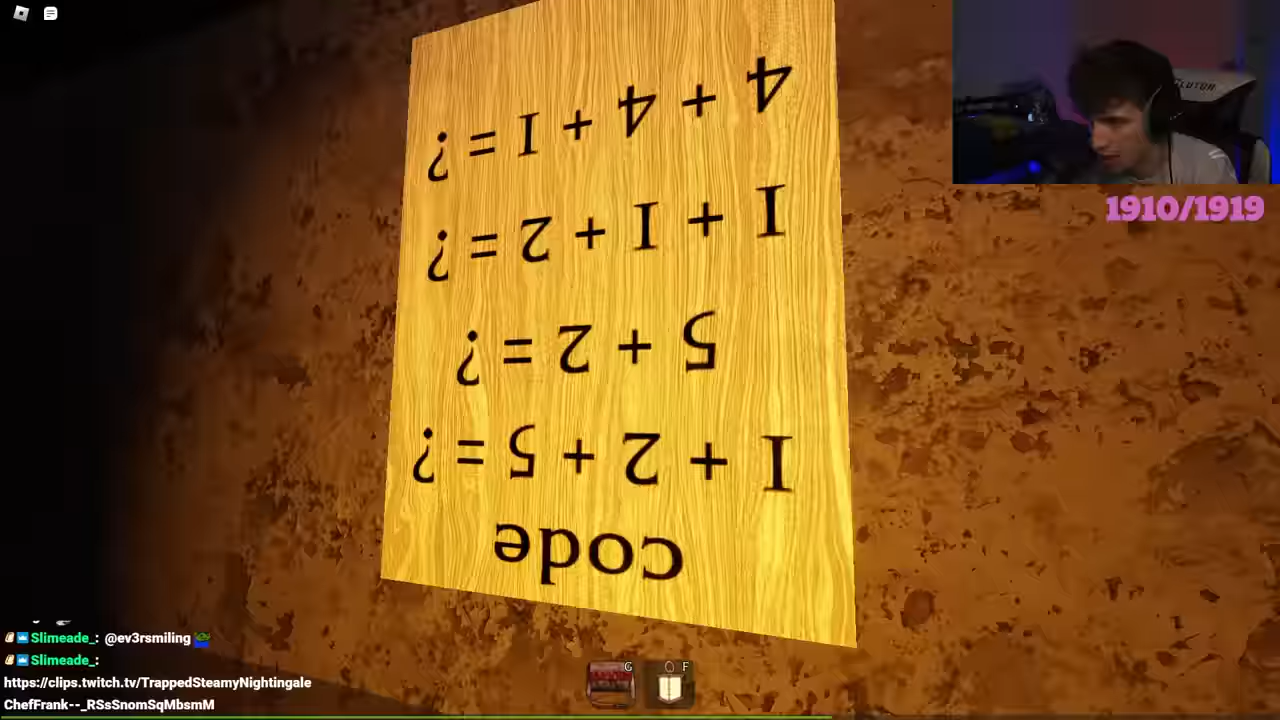 code
1 + 2 + 5 = ?
5 + 2 = ?
1 + 1 + 2 = ?
4 + 4 + 1 = ?
1910/1919
Slimeade_: @ev3rsmiling
Slimeade_:
https://clips.twitch.tv/TrappedSteamyNightingale
ChefFrank--_RSsSnomSqMbsmM
G
F